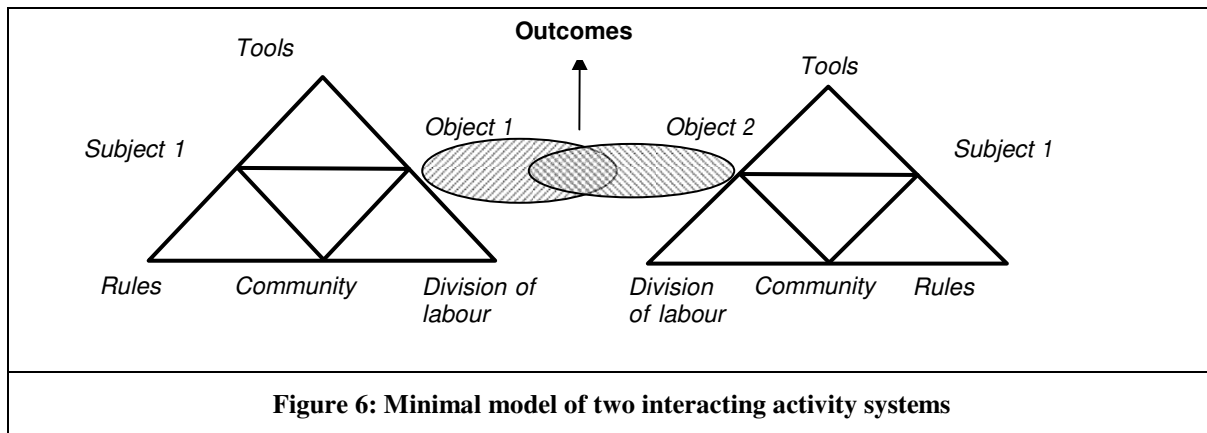 Outcomes
Tools
Tools
Object 1
Object 2
Subject 1
Subject 1
Rules
Community
Division of
labour
Division
of labour
Community
Rules
Figure 6: Minimal model of two interacting activity systems